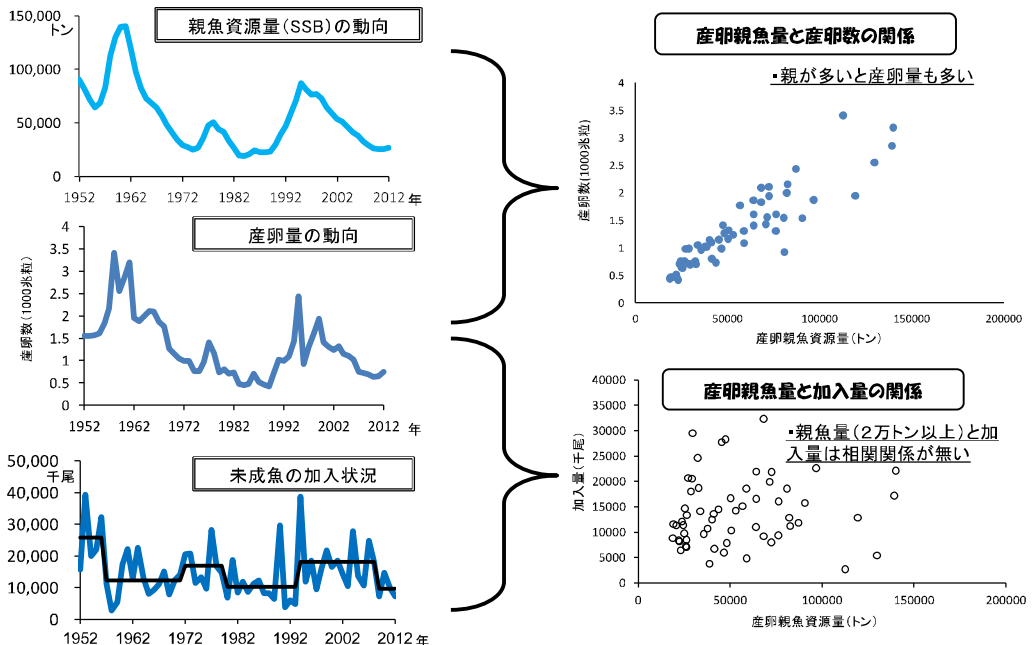 親魚資源量(SSB)の動向
トン
150,000
100,000
50,000
0
1952 1962 1972 1982 1992 2002 2012 年
産卵量の動向
産卵数(1000兆粒)
4
3.5
3
2.5
2
1.5
1
0.5
0
1952 1962 1972 1982 1992 2002 2012 年
未成魚の加入状況
千尾
50,000
40,000
30,000
20,000
10,000
0
1952 1962 1972 1982 1992 2002 2012 年
産卵親魚量と産卵数の関係
・親が多いと産卵量も多い
産卵数(1000兆粒)
4
3.5
3
2.5
2
1.5
1
0.5
0
0 50000 100000 150000 200000
産卵親魚資源量(トン)
産卵親魚量と加入量の関係
・親魚量(2万トン以上)と加
入量は相関関係が無い
加入量(千尾)
40000
35000
30000
25000
20000
15000
10000
5000
0
0 50000 100000 150000 200000
産卵親魚資源量(トン)